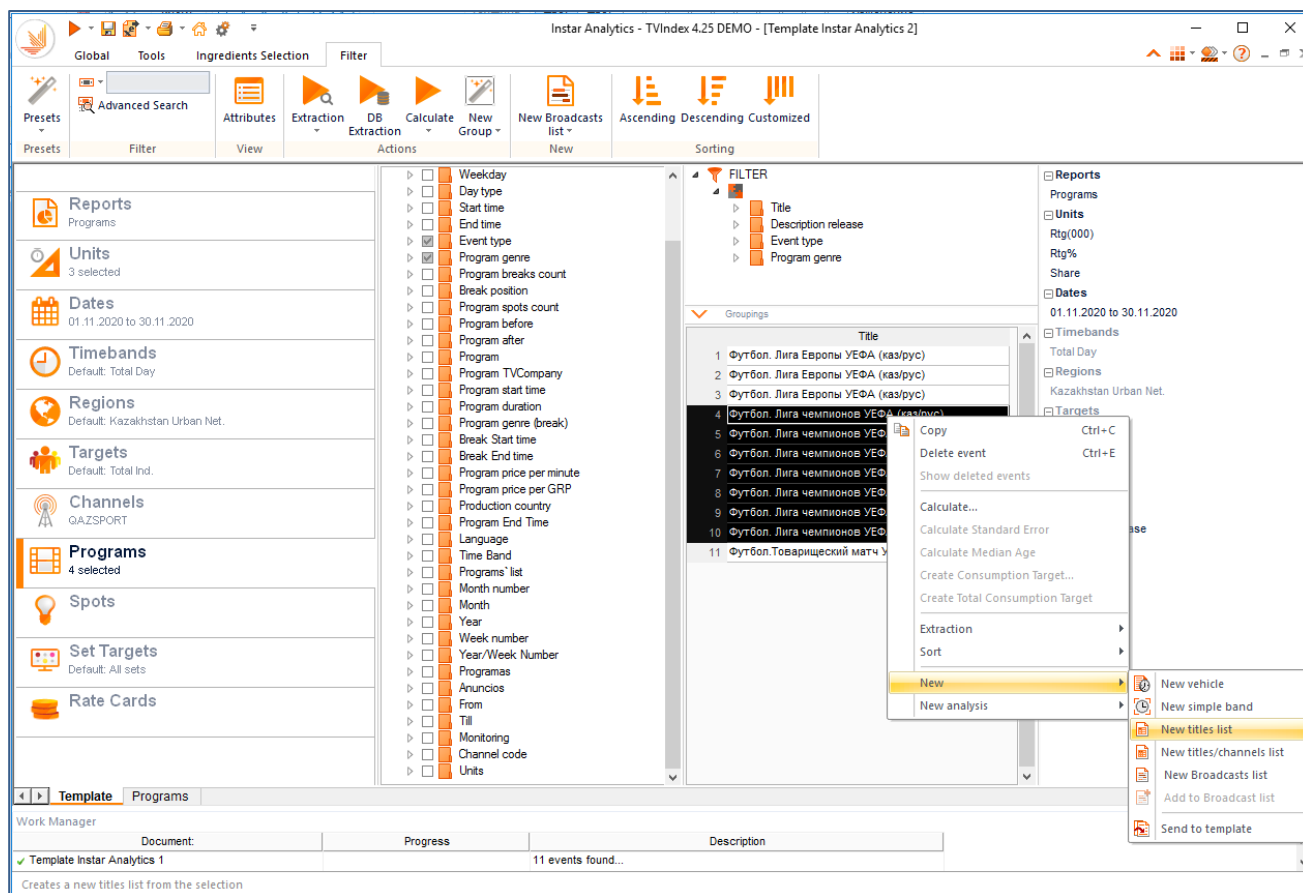 Instar Analytics - TVIndex 4.25 DEMO - [Template Instar Analytics 2]
Global Tools Ingredients Selection Filter
Advanced Search
Presets Attributes Extraction DB Extraction Calculate New Group New Broadcasts list Ascending Descending Customized
Presets Filter View Actions New Sorting
Reports
Programs
Units
3 selected
Dates
01.11.2020 to 30.11.2020
Timebands
Default: Total Day
Regions
Default: Kazakhstan Urban Net.
Targets
Default: Total Ind.
Channels
QAZSPORT
Programs
4 selected
Spots
Set Targets
Default: All sets
Rate Cards
Weekday
Day type
Start time
End time
Event type
Program genre
Program breaks count
Break position
Program spots count
Program before
Program after
Program
Program TVCompany
Program start time
Program duration
Program genre (break)
Break Start time
Break End time
Program price per minute
Program price per GRP
Production country
Program End Time
Language
Time Band
Programs`list
Month number
Month
Year
Week number
Year/Week Number
Programas
Anuncios
From
Till
Monitoring
Channel code
Units
FILTER
Title
Description release
Event type
Program genre
Groupings
Title
1 Футбол. Лига Европы УЕФА (каз/рус)
2 Футбол. Лига Европы УЕФА (каз/рус)
3 Футбол. Лига Европы УЕФА (каз/рус)
4 Футбол. Лига чемпионов УЕФА (каз/рус)
5 Футбол. Лига чемпионов УЕФ
6 Футбол. Лига чемпионов УЕФ
7 Футбол. Лига чемпионов УЕФ
8 Футбол. Лига чемпионов УЕФ
9 Футбол. Лига чемпионов УЕФ
10 Футбол. Лига чемпионов УЕФ
11 Футбол.Товарищеский матч У
Reports
Programs
Units
Rtg(000)
Rtg%
Share
Dates
01.11.2020 to 30.11.2020
Timebands
Total Day
Regions
Kazakhstan Urban Net.
Targets
ase
Copy Ctrl+C
Delete event Ctrl+E
Show deleted events
Calculate...
Calculate Standard Error
Calculate Median Age
Create Consumption Target...
Create Total Consumption Target
Extraction
Sort
New
New analysis
New vehicle
New simple band
New titles list
New titles/channels list
New Broadcasts list
Add to Broadcast list
Send to template
Template Programs
Work Manager
Document: Progress Description
Template Instar Analytics 1 11 events found...
Creates a new titles list from the selection